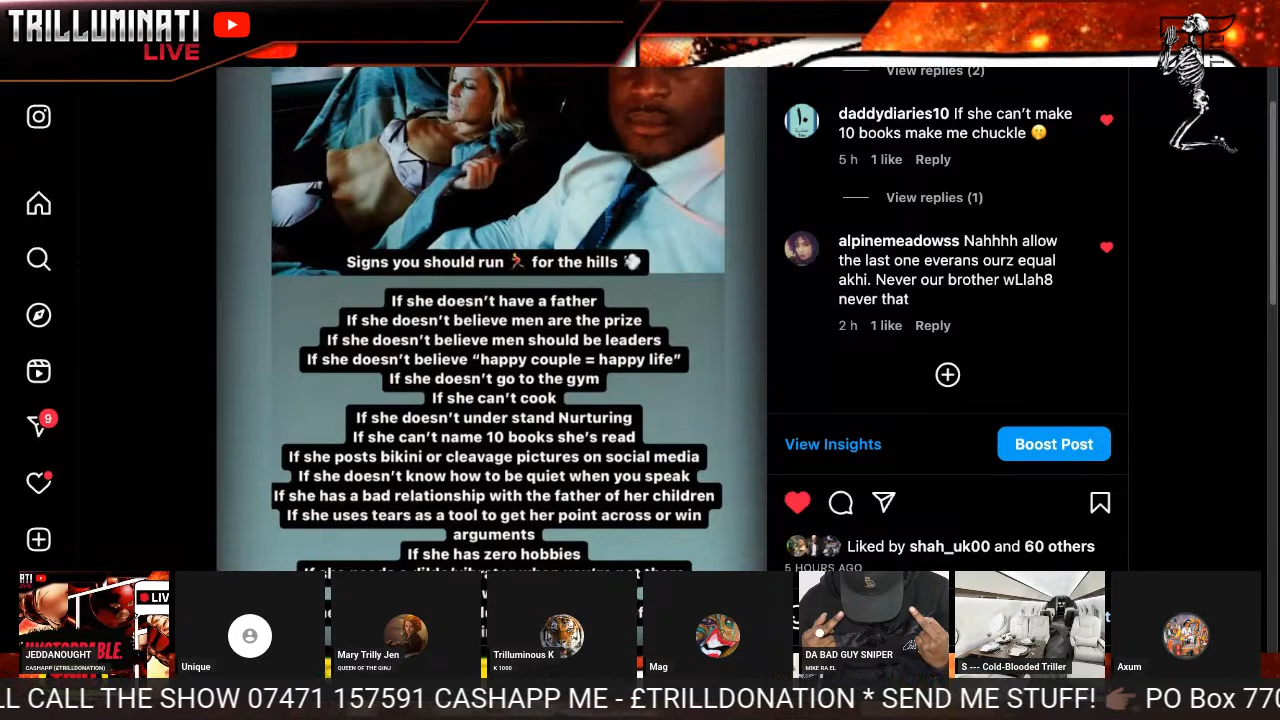 TRILLUMINATI
LIVE
View replies (2)
daddydiaries10 If she can't make
10 books make me chuckle 🤫
5 h 1 like Reply
View replies (1)
alpinemeadowss Nahhhh allow
the last one everans ourz equal
akhi. Never our brother wLlah8
never that
2 h 1 like Reply
9
Signs you should run 🏃 for the hills 💨
If she doesn't have a father
If she doesn't believe men are the prize
If she doesn't believe men should be leaders
If she doesn't believe “happy couple = happy life”
If she doesn't go to the gym
If she can't cook
If she doesn't under stand Nurturing
If she can't name 10 books she's read
If she posts bikini or cleavage pictures on social media
If she doesn't know how to be quiet when you speak
If she has a bad relationship with the father of her children
If she uses tears as a tool to get her point across or win
arguments
If she has zero hobbies
View Insights
Boost Post
Liked by shah_uk00 and 60 others
5 HOURS AGO
JEDDANOUGHT
CASHAPP (£TRILLDONATION)
Unique
Mary Trilly Jen
QUEEN OF THE GINJ
Trilluminous K
K 1000
Mag
DA BAD GUY SNIPER
MIKE RA EL
S --- Cold-Blooded Triller
Axum
LL CALL THE SHOW 07471 157591 CASHAPP ME - £TRILLDONATION * SEND ME STUFF! 👉🏾 PO Box 770